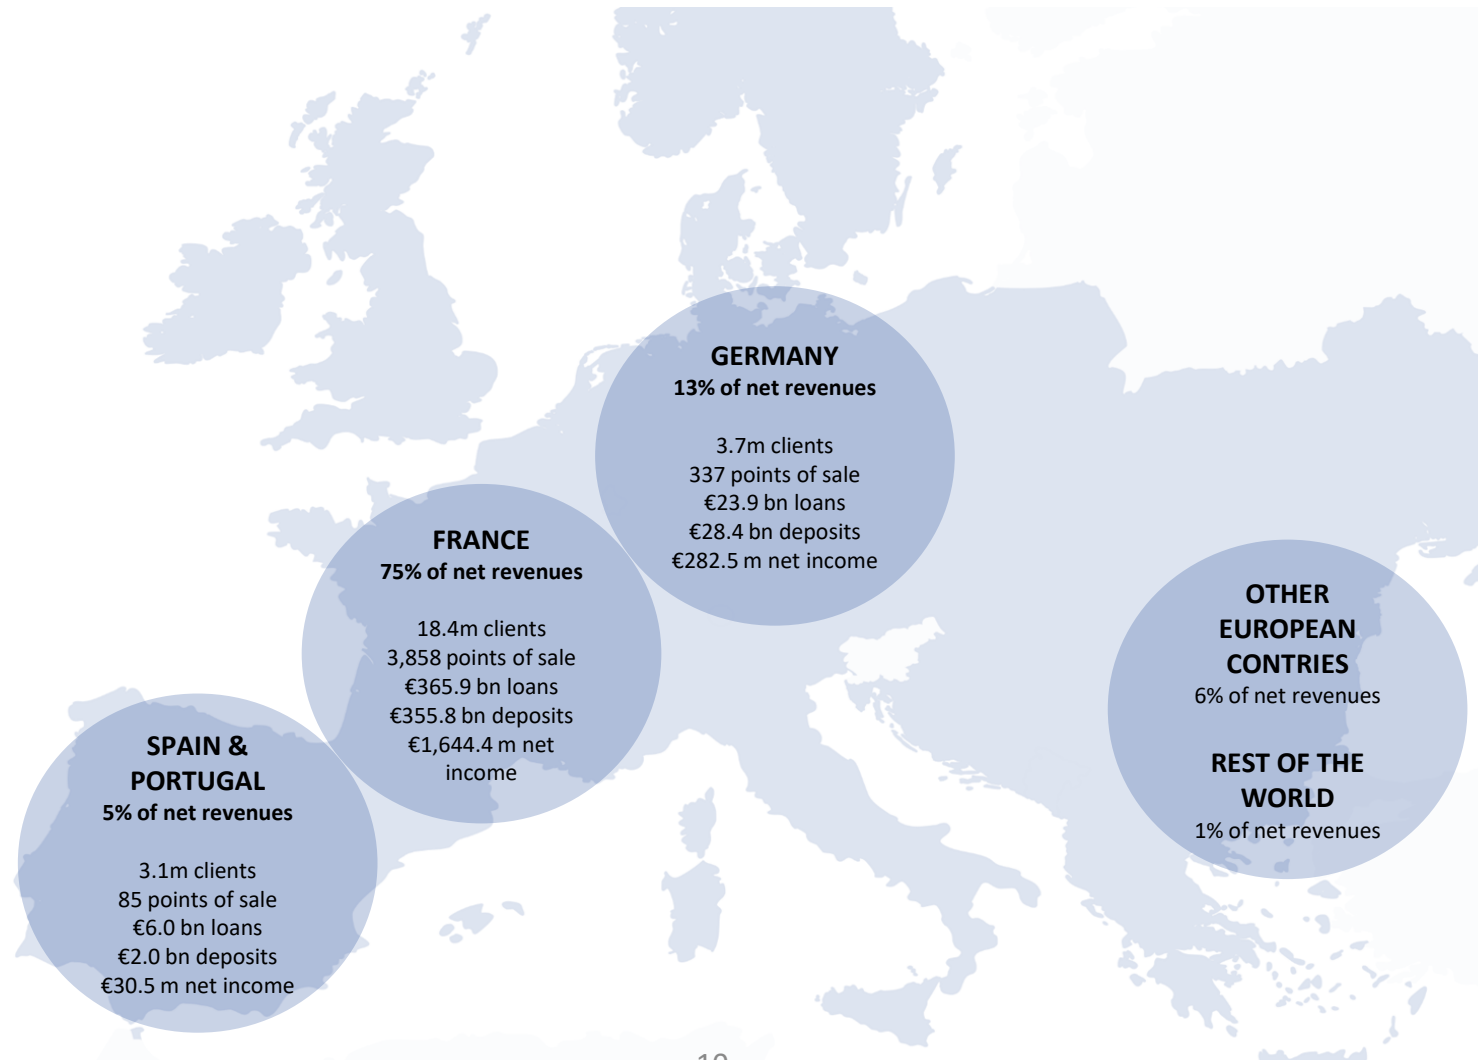 GERMANY
13% of net revenues
3.7m clients
337 points of sale
€23.9 bn loans
€28.4 bn deposits
€282.5 m net income
FRANCE
75% of net revenues
18.4m clients
3,858 points of sale
€365.9 bn loans
€355.8 bn deposits
€1,644.4 m net
income
SPAIN &
PORTUGAL
5% of net revenues
3.1m clients
85 points of sale
€6.0 bn loans
€2.0 bn deposits
€30.5 m net income
OTHER
EUROPEAN
CONTRIES
6% of net revenues
REST OF THE
WORLD
1% of net revenues